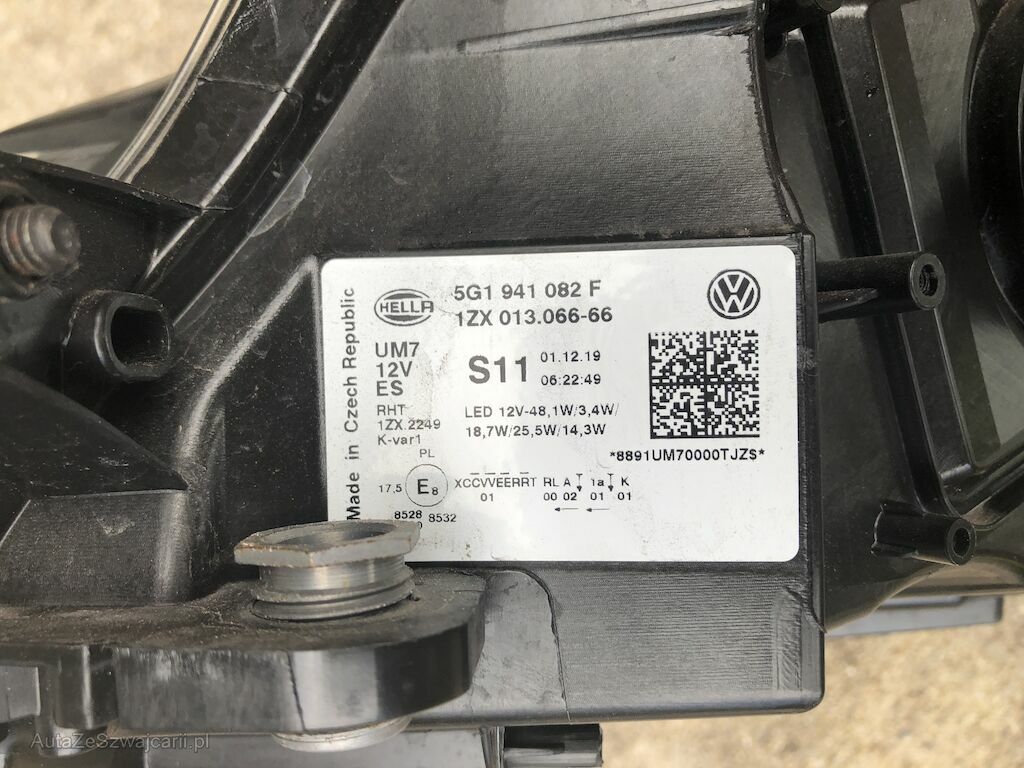 Made in Czech Republic
HELLA
5G1 941 082 F
1ZX 013.066-66
UM7
12V
ES
S11
01.12.19
06:22:49
RHT
1ZX.2249
K-var1
LED 12V-48,1W/3,4W/
18,7W/25,5W/14,3W
*8891UM70000TJZ$*
PL
17,5 E8
XCCVVEERRT RL A 1a K
01 00 02 01 01
8528 8532
AutaZeSzwajcarii.pl